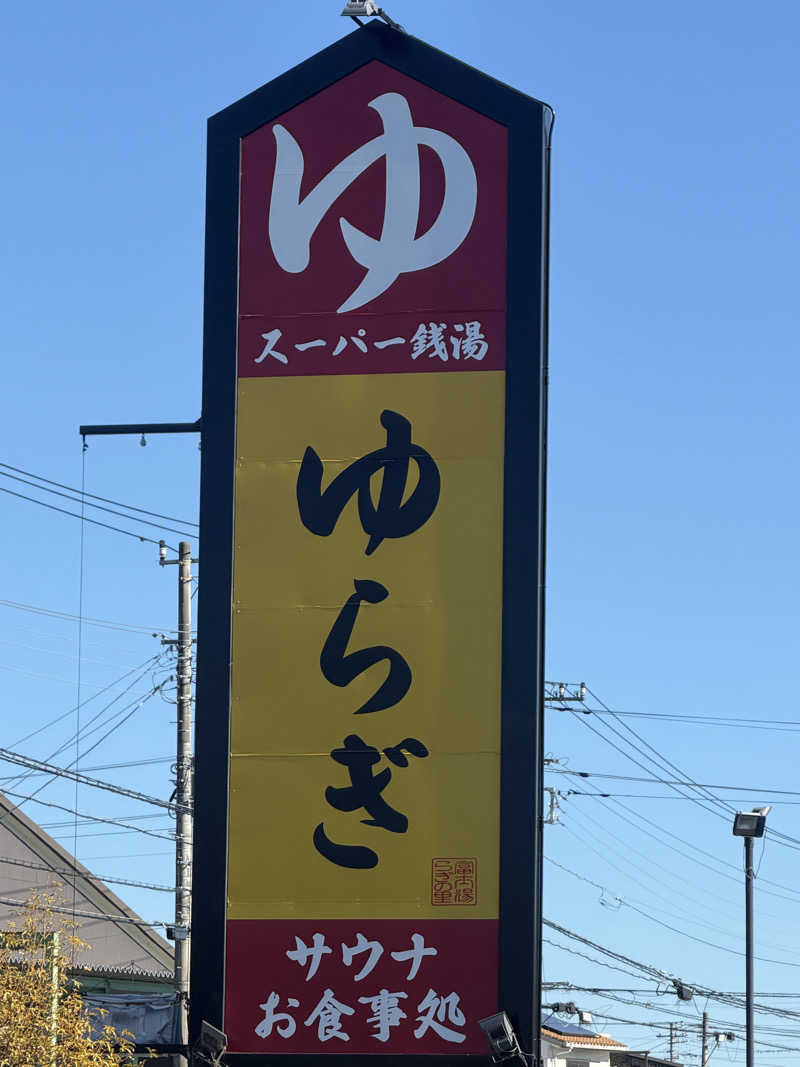 ゆ
スーパー銭湯
ゆらぎ
サウナ
お食事処